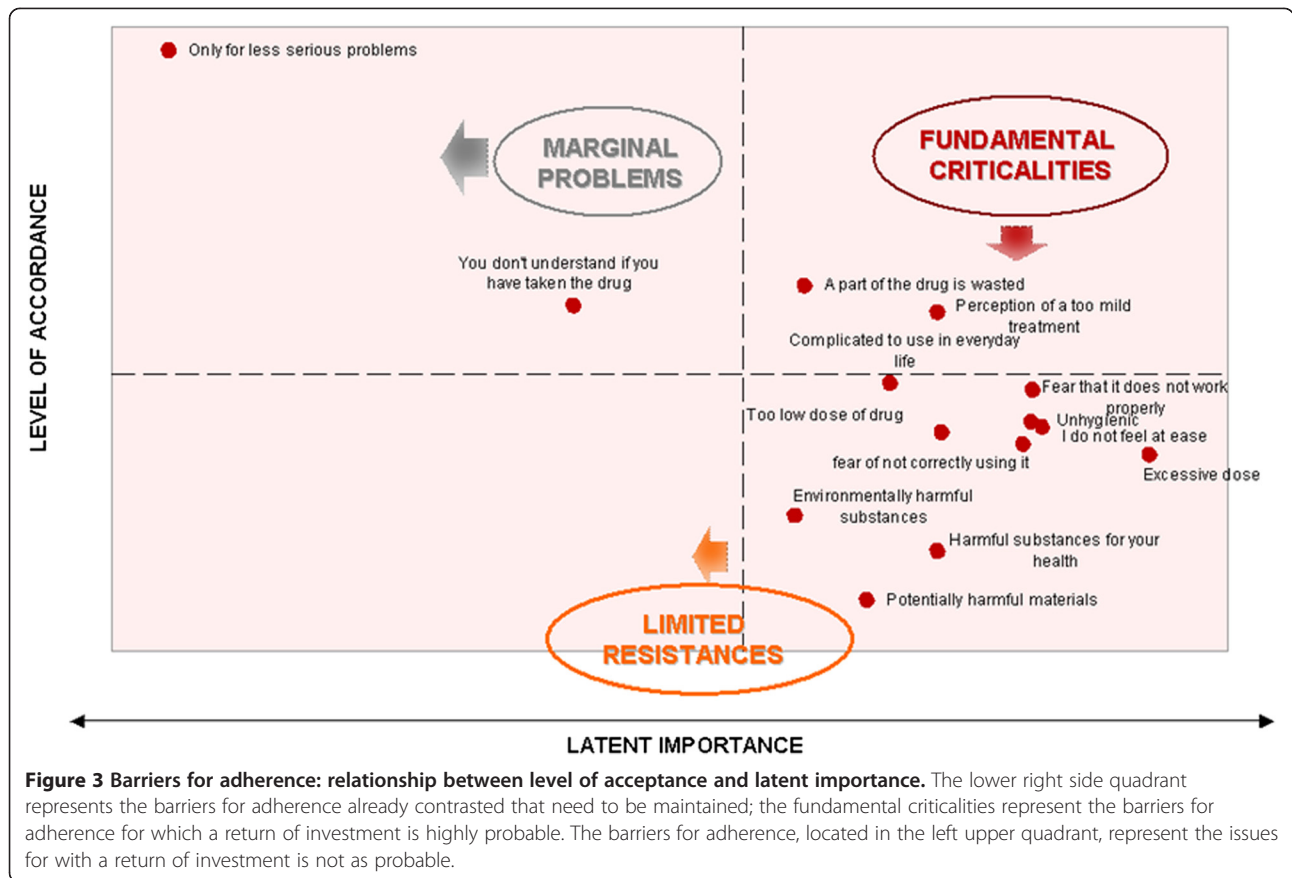 Only for less serious problems
MARGINAL
PROBLEMS
FUNDAMENTAL
CRITICALITIES
LEVEL OF ACCORDANCE
You don't understand if you
have taken the drug
A part of the drug is wasted
Perception of a too mild
treatment
Complicated to use in everyday
life
Fear that it does not work
properly
Too low dose of drug
Unhygienic
I do not feel at ease
fear of not correctly using it
Excessive dose
Environmentally harmful
substances
Harmful substances for your
health
Potentially harmful materials
LIMITED
RESISTANCES
LATENT IMPORTANCE
Figure 3 Barriers for adherence: relationship between level of acceptance and latent importance. The lower right side quadrant
represents the barriers for adherence already contrasted that need to be maintained; the fundamental criticalities represent the barriers for
adherence for which a return of investment is highly probable. The barriers for adherence, located in the left upper quadrant, represent the issues
for with a return of investment is not as probable.